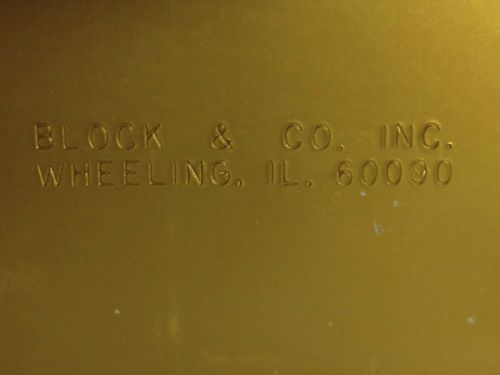 BLOCK & CO. INC.
WHEELING, IL. 60090